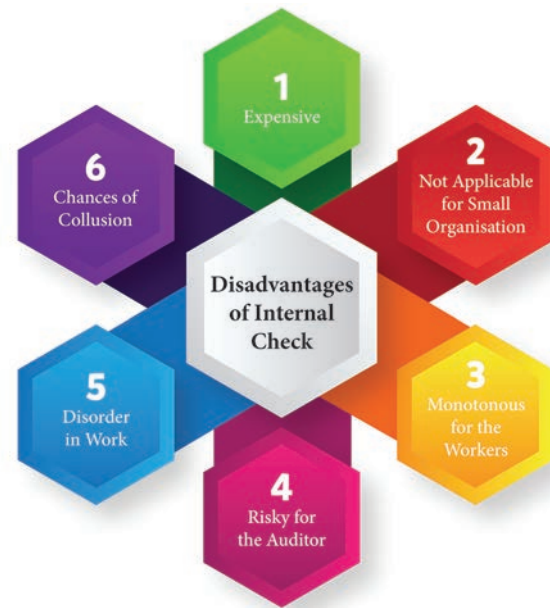 Disadvantages
of Internal
Check
1
Expensive
2
Not Applicable
for Small
Organisation
3
Monotonous
for the
Workers
4
Risky for
the Auditor
5
Disorder
in Work
6
Chances of
Collusion